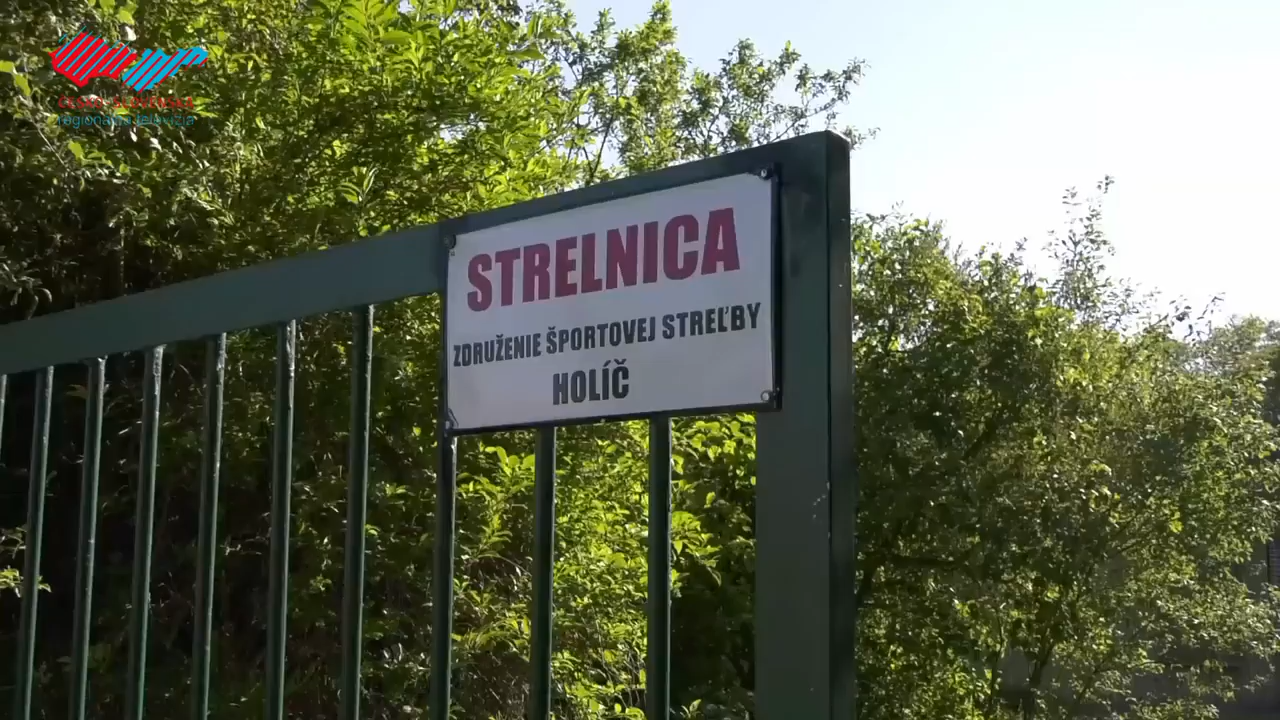 ČESKO-SLOVENSKÁ
regionálna televízia
STRELNICA
ZDRUŽENIE ŠPORTOVEJ STREĽBY
HOLÍČ